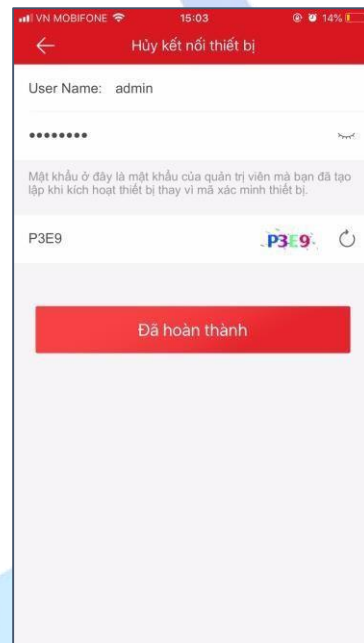 VN MOBIFONE 15:03 14%
Hủy kết nối thiết bị
User Name: admin
••••••••
Mật khẩu ở đây là mật khẩu của quản trị viên mà bạn đã tạo
lập khi kích hoạt thiết bị thay vì mã xác minh thiết bị.
P3E9 P3E9
Đã hoàn thành